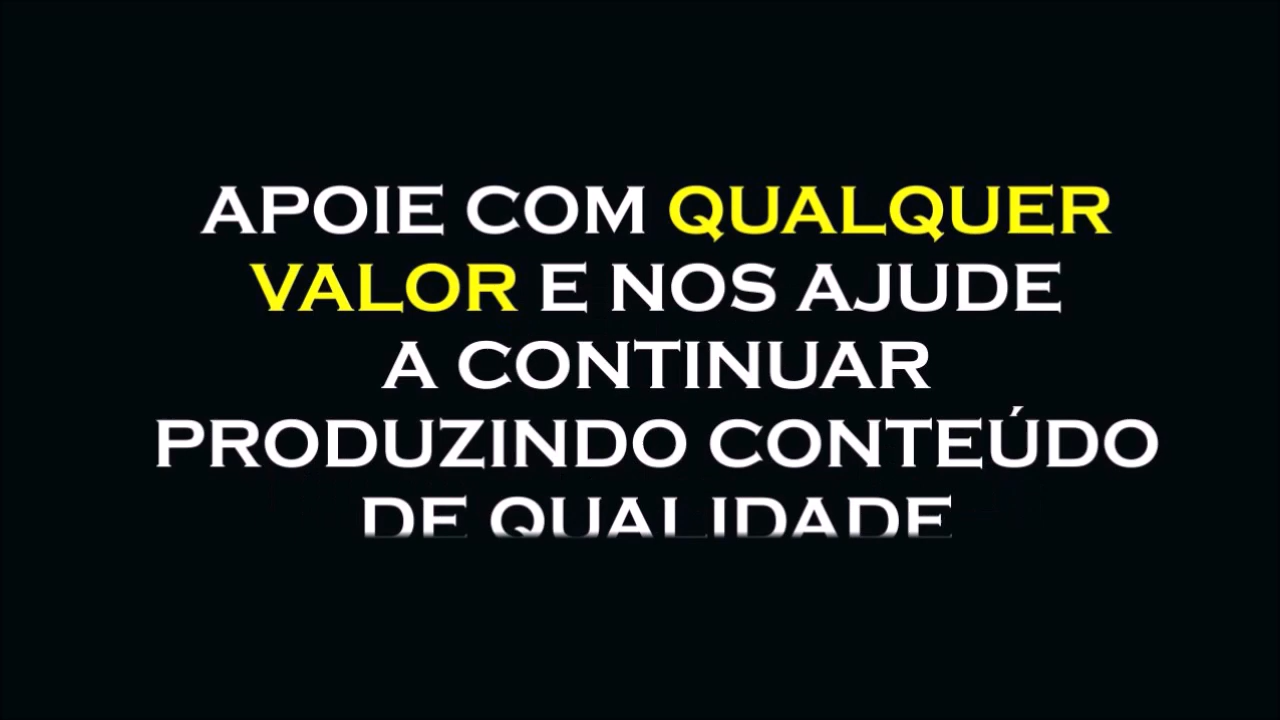 APOIE COM QUALQUER
VALOR E NOS AJUDE
A CONTINUAR
PRODUZINDO CONTEÚDO
DE QUALIDADE